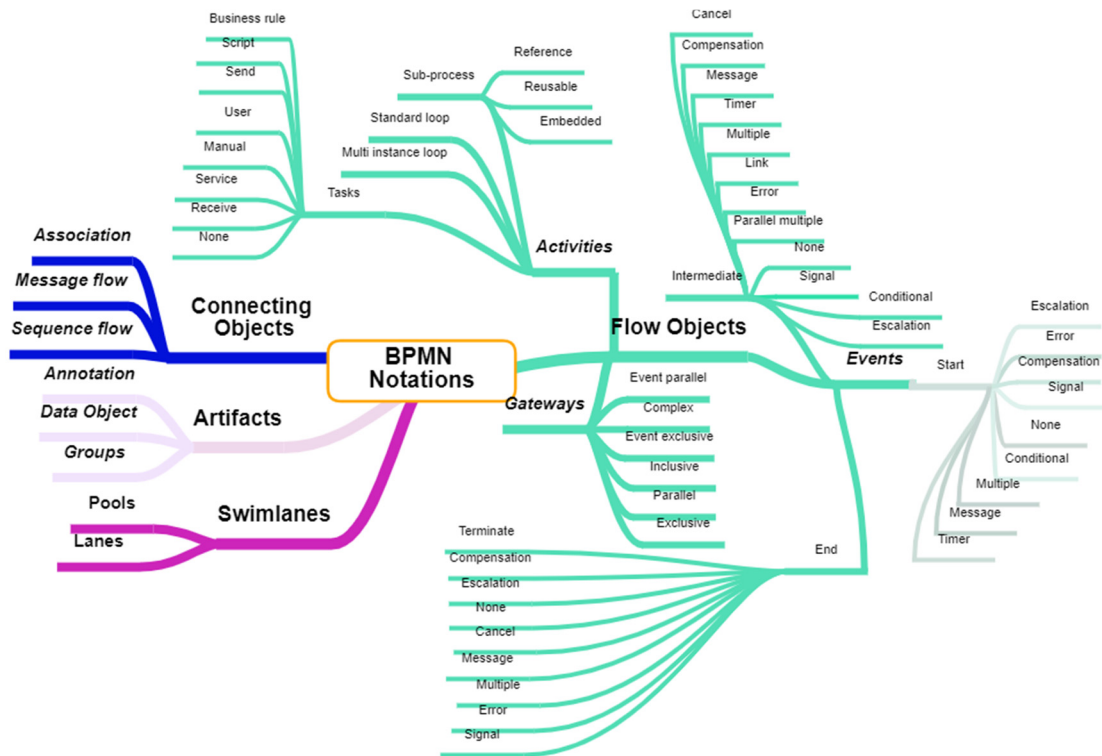 Business rule
Script
Send
User
Manual
Service
Receive
None
Tasks
Sub-process
Reference
Reusable
Embedded
Standard loop
Multi instance loop
Activities
Cancel
Compensation
Message
Timer
Multiple
Link
Error
Parallel multiple
None
Signal
Intermediate
Conditional
Escalation
Association
Message flow
Sequence flow
Connecting
Objects
BPMN
Notations
Flow Objects
Events
Start
Escalation
Error
Compensation
Signal
None
Conditional
Multiple
Message
Timer
Annotation
Data Object
Groups
Artifacts
Gateways
Event parallel
Complex
Event exclusive
Inclusive
Parallel
Exclusive
Pools
Lanes
Swimlanes
End
Terminate
Compensation
Escalation
None
Cancel
Message
Multiple
Error
Signal